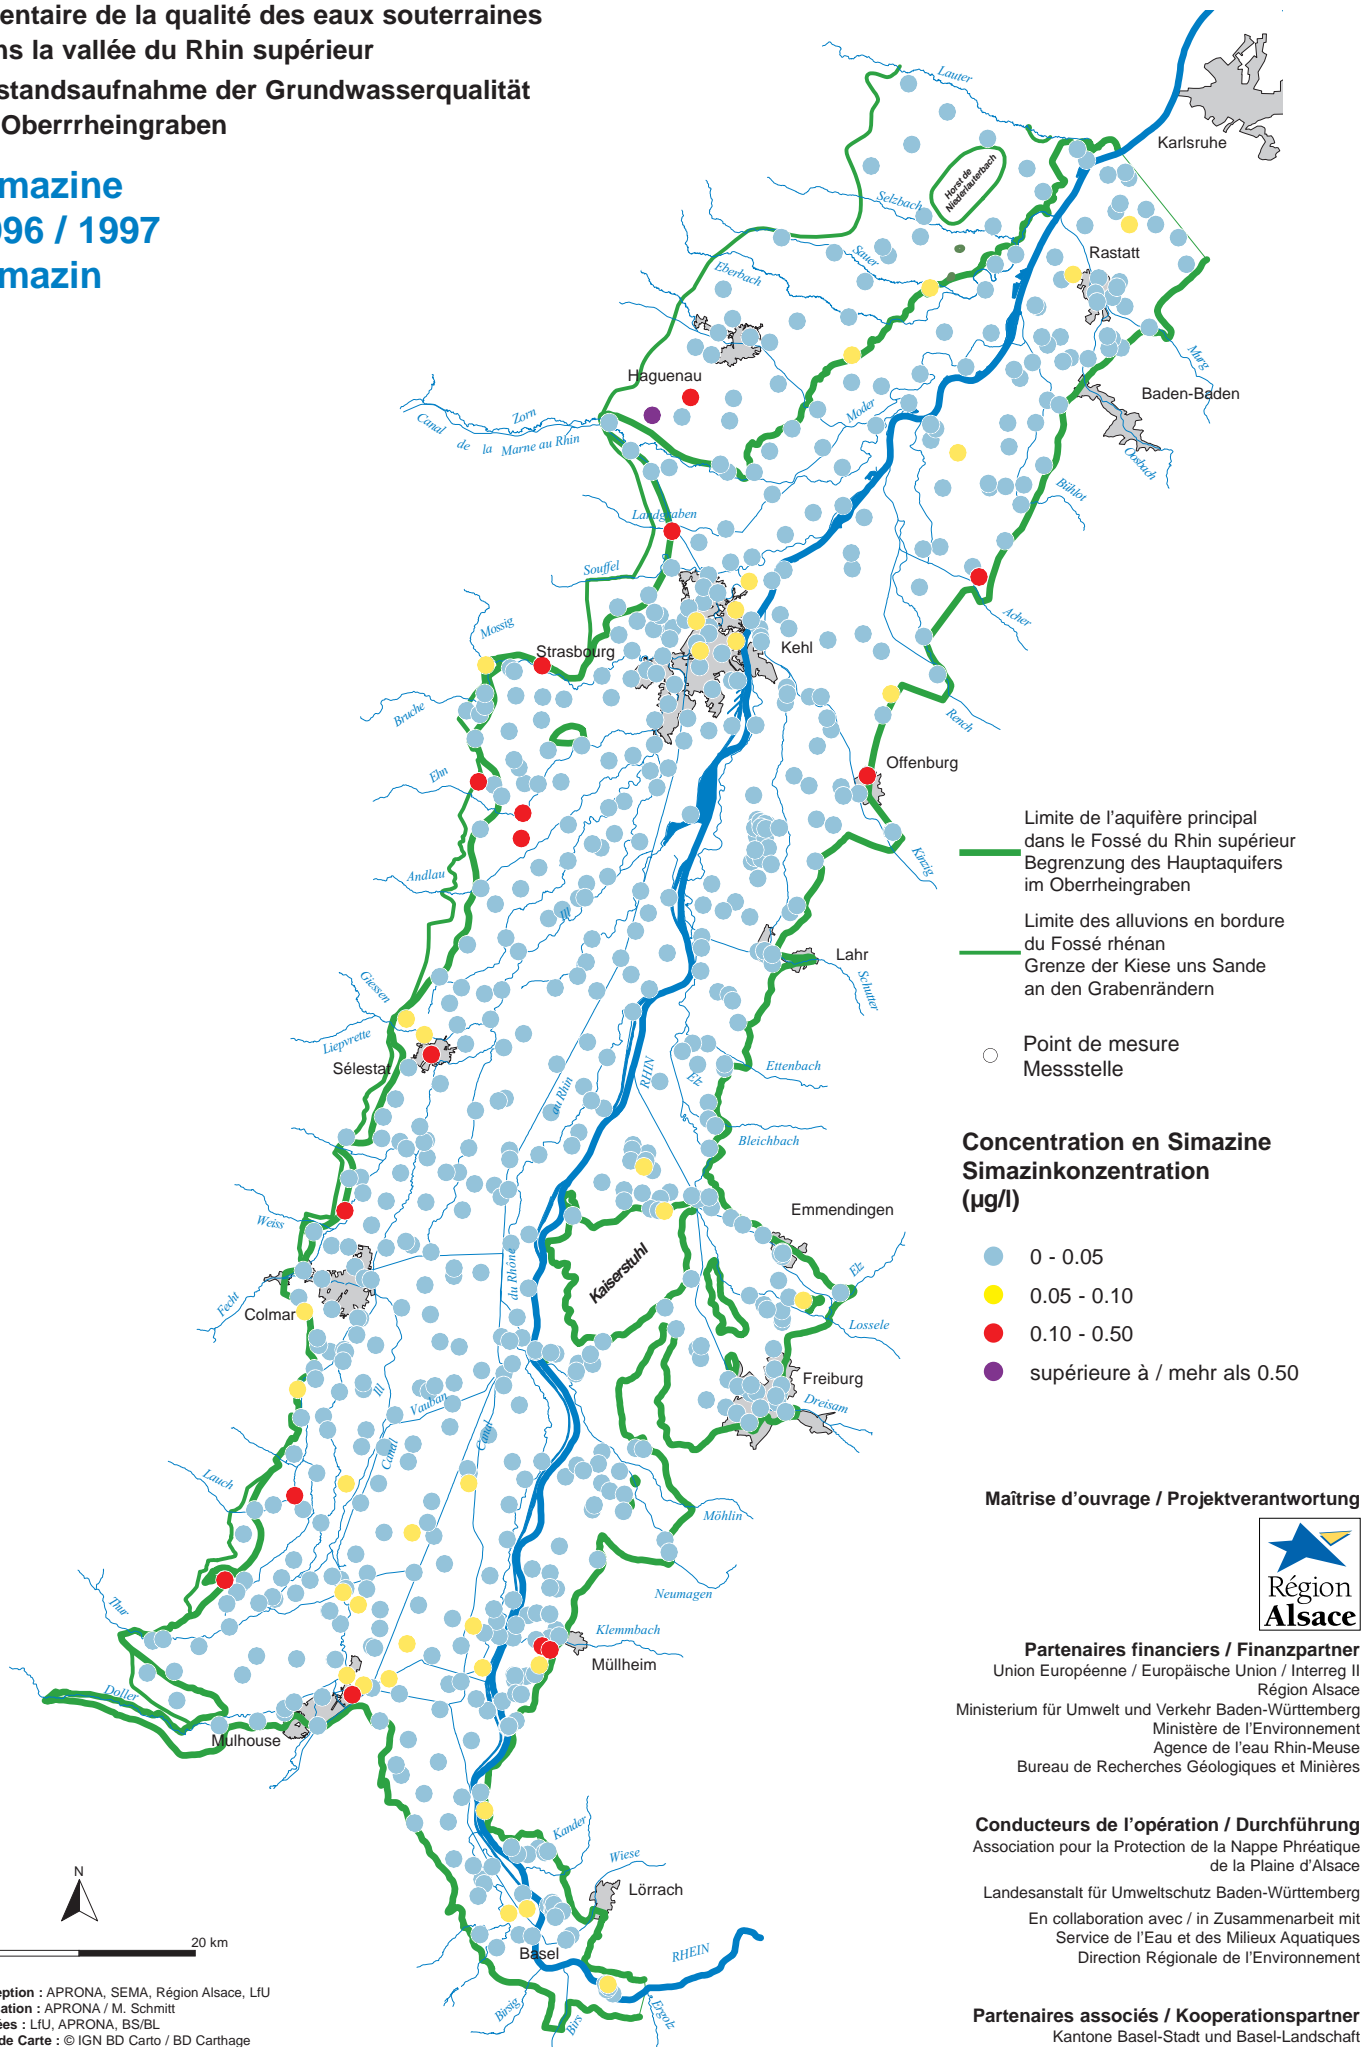 entaire de la qualité des eaux souterraines
ns la vallée du Rhin supérieur
standsaufnahme der Grundwasserqualität
Oberrrheingraben
mazine
96 / 1997
mazin
Lauter
Karlsruhe
Horst de
Niederlauterbach
Selzbach
Sauer
Rastatt
Eberbach
Murg
Haguenau
Baden-Baden
Moder
Zorn
Canal de la Marne au Rhin
Oosbach
Bühlot
Landgraben
Souffel
Acher
Mossig
Strasbourg
Kehl
Bruche
Rench
Offenburg
Ehn
Limite de l'aquifère principal
dans le Fossé du Rhin supérieur
Begrenzung des Hauptaquifers
im Oberrheingraben
Kinzig
Andlau
Ill
Limite des alluvions en bordure
du Fossé rhénan
Grenze der Kiese uns Sande
an den Grabenrändern
Lahr
Schutter
Giessen
Liepvrette
Sélestat
Point de mesure
Messstelle
RHIN
Elz
Ettenbach
au Rhin
Bleichbach
Concentration en Simazine
Simazinkonzentration
(µg/l)
Weiss
Emmendingen
0 - 0.05
Kaiserstuhl
Elz
du Rhône
0.05 - 0.10
Fecht
Colmar
Lossele
0.10 - 0.50
supérieure à / mehr als 0.50
Freiburg
Ill
Vauban
Dreisam
Canal
Canal
Lauch
Maîtrise d'ouvrage / Projektverantwortung
Möhlin
Région
Alsace
Neumagen
Thur
Klemmbach
Müllheim
Partenaires financiers / Finanzpartner
Union Européenne / Europäische Union / Interreg II
Région Alsace
Ministerium für Umwelt und Verkehr Baden-Württemberg
Ministère de l'Environnement
Agence de l'eau Rhin-Meuse
Bureau de Recherches Géologiques et Minières
Doller
Mulhouse
Conducteurs de l'opération / Durchführung
Association pour la Protection de la Nappe Phréatique
de la Plaine d'Alsace
Landesanstalt für Umweltschutz Baden-Württemberg
En collaboration avec / in Zusammenarbeit mit
Service de l'Eau et des Milieux Aquatiques
Direction Régionale de l'Environnement
Kander
Wiese
Lörrach
N
20 km
Basel
RHEIN
Birsig
Birs
Ergolz
Partenaires associés / Kooperationspartner
Kantone Basel-Stadt und Basel-Landschaft
eption : APRONA, SEMA, Région Alsace, LfU
ation : APRONA / M. Schmitt
ées : LfU, APRONA, BS/BL
de Carte : © IGN BD Carto / BD Carthage